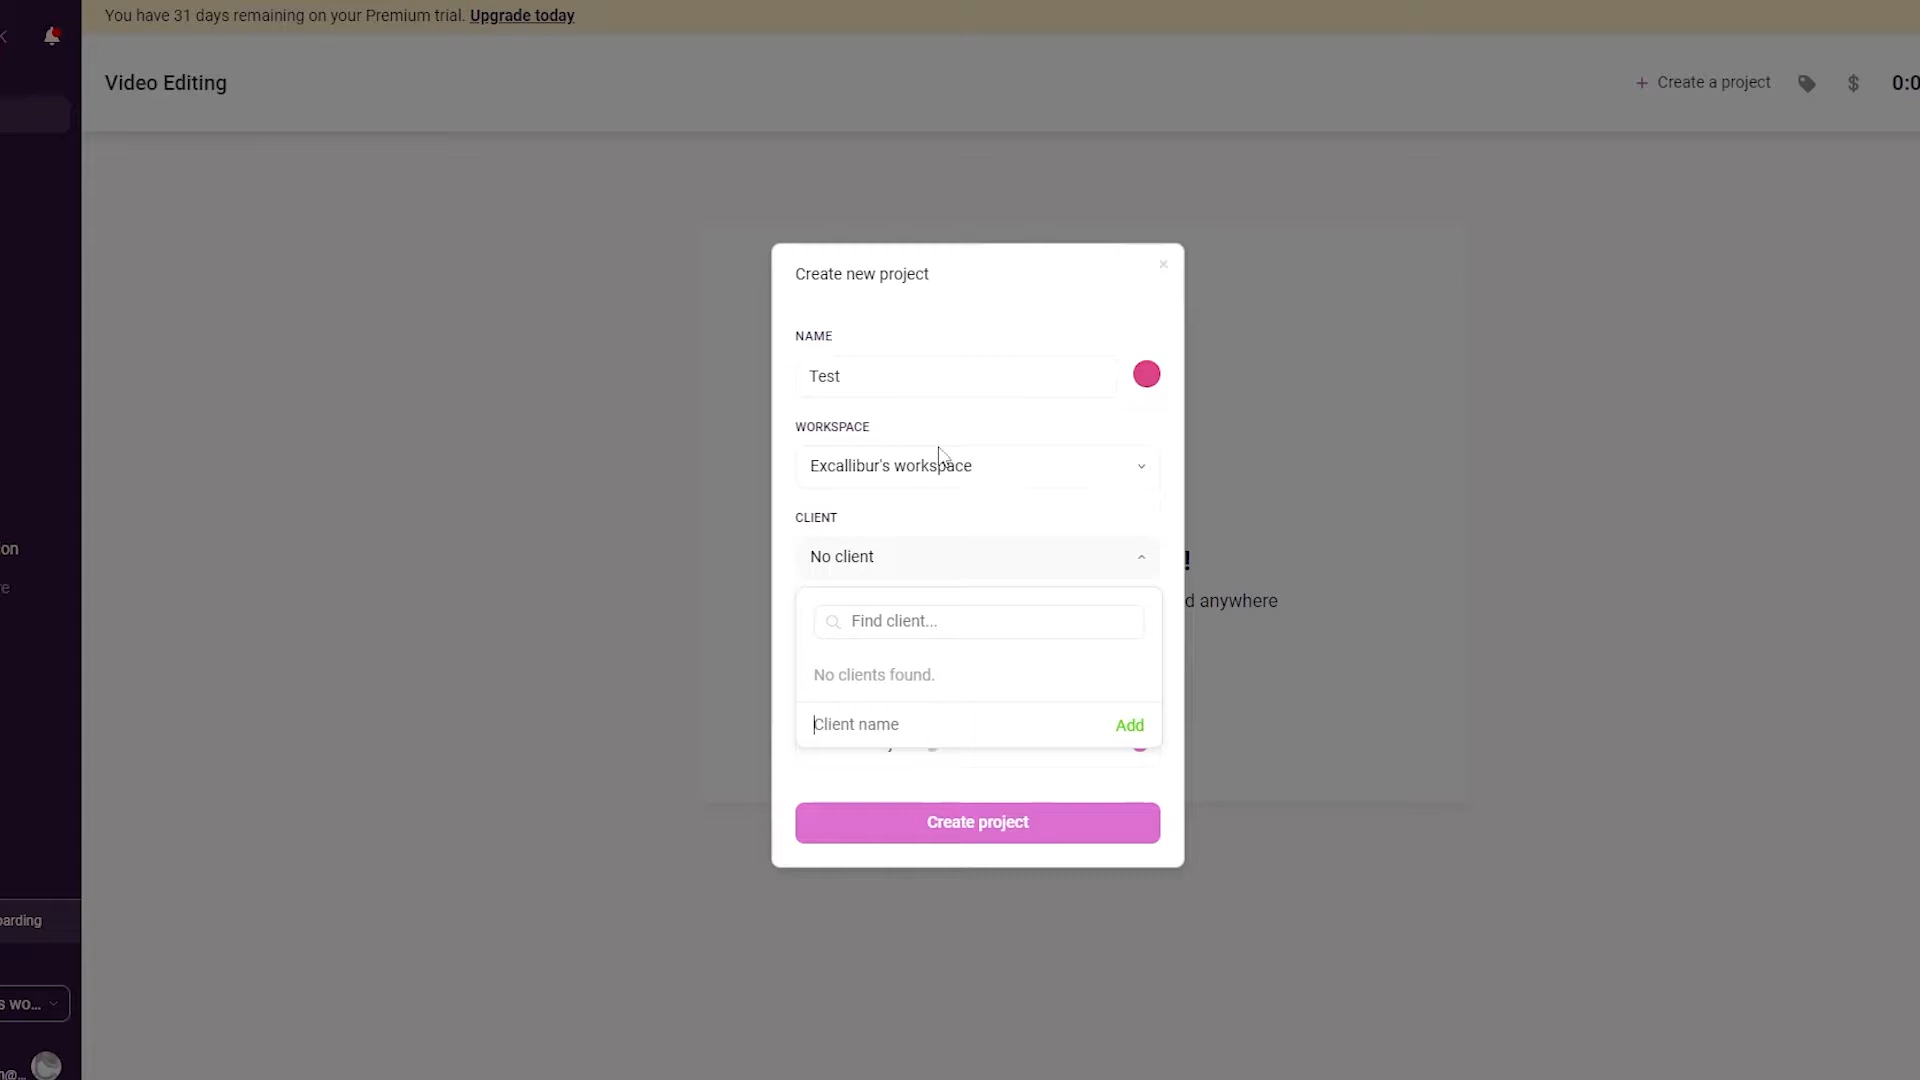 You have 31 days remaining on your Premium trial. Upgrade today
Video Editing
+ Create a project
$
0:0
Create new project
×
NAME
Test
WORKSPACE
Excallibur's workspace
CLIENT
No client
Find client...
No clients found.
Client name
Add
Create project
!
d anywhere
on
re
oarding
s wo...
n@...